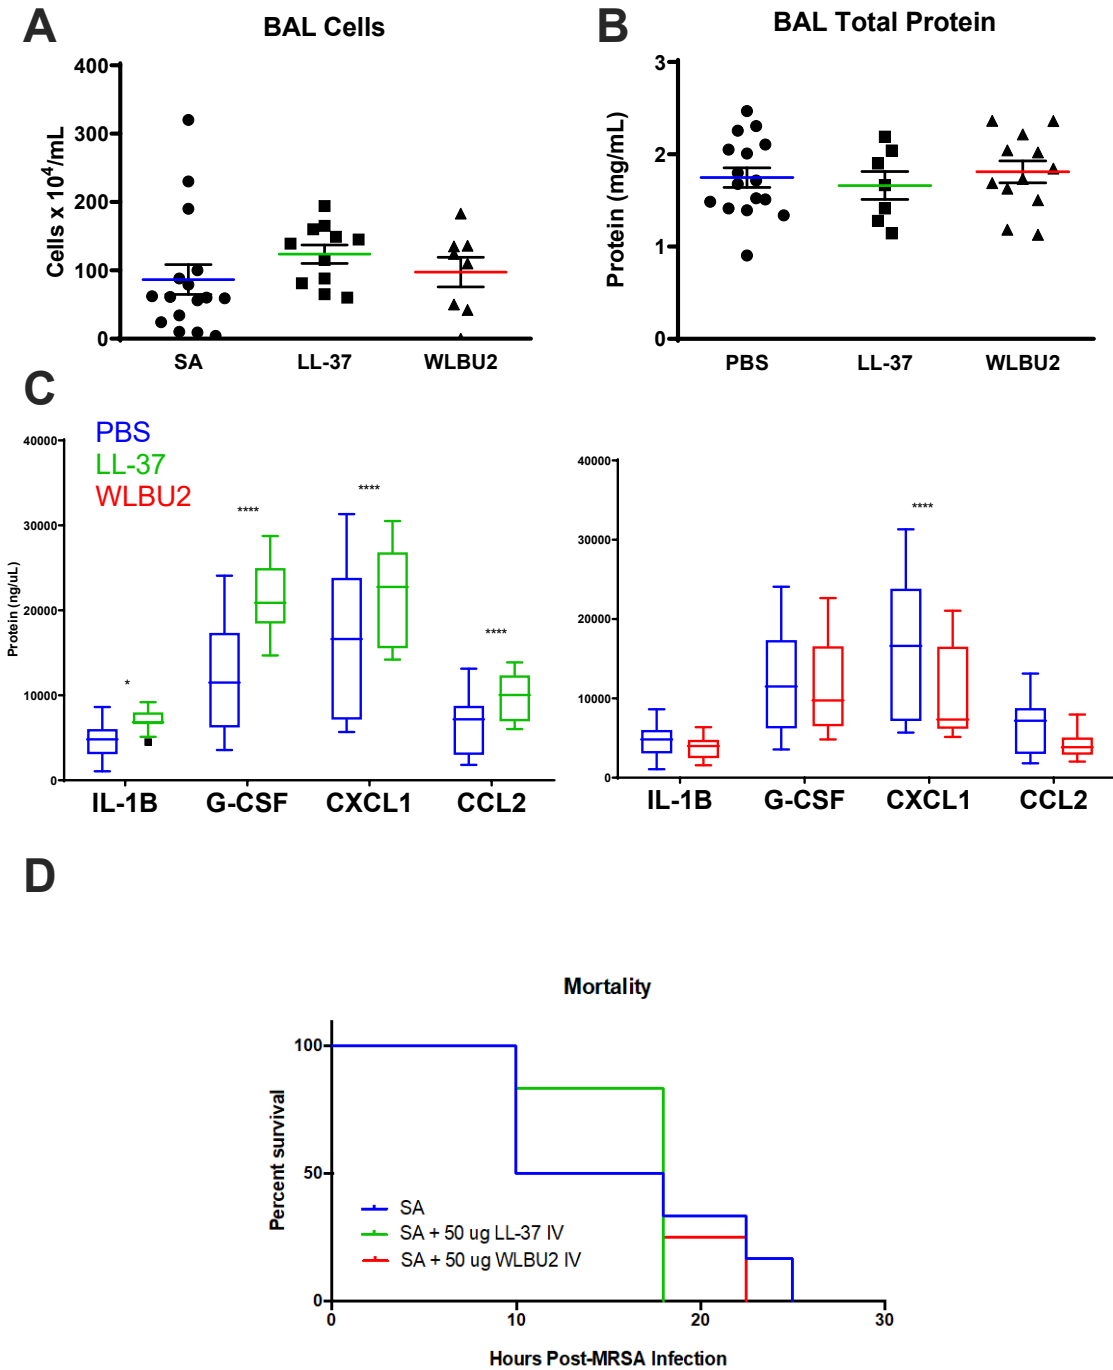 A
BAL Cells
Cells x 10⁴/mL
400
300
200
100
0
SA
LL-37
WLBU2
B
BAL Total Protein
Protein (mg/mL)
3
2
1
0
PBS
LL-37
WLBU2
C
PBS
LL-37
WLBU2
Protein (ng/uL)
40000
30000
20000
10000
0
*
****
****
****
IL-1B
G-CSF
CXCL1
CCL2
40000
30000
20000
10000
0
****
IL-1B
G-CSF
CXCL1
CCL2
D
Mortality
Percent survival
100
50
0
SA
SA + 50 ug LL-37 IV
SA + 50 ug WLBU2 IV
0
10
20
30
Hours Post-MRSA Infection